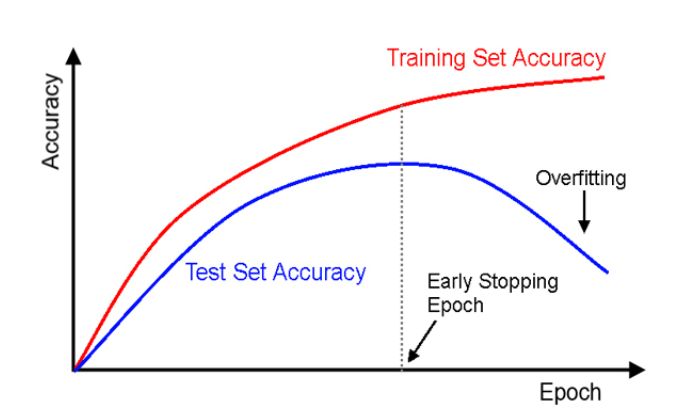 Training Set Accuracy
Accuracy
Overfitting
Test Set Accuracy
Early Stopping
Epoch
Epoch